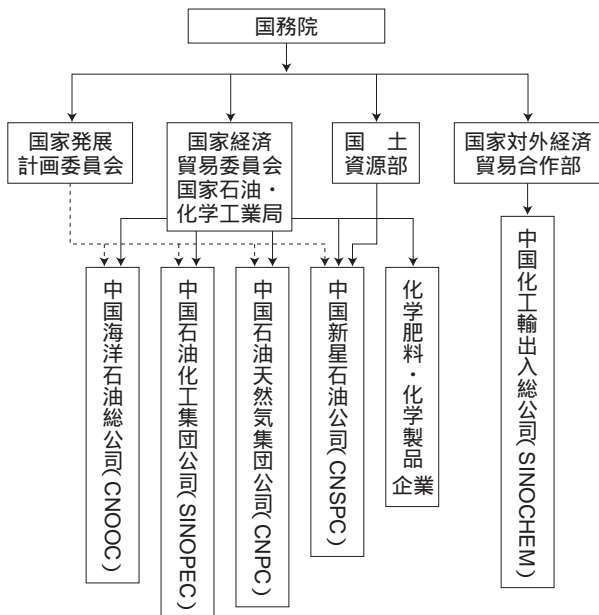 国務院
国家発展
計画委員会
国家経済
貿易委員会
国家石油・
化学工業局
国　土
資源部
国家対外経済
貿易合作部
中国海洋石油総公司(CNOOC)
中国石油化工集団公司(SINOPEC)
中国石油天然気集団公司(CNPC)
中国新星石油公司(CNSPC)
化学肥料・化学製品
企業
中国化工輸出入総公司(SINOCHEM)